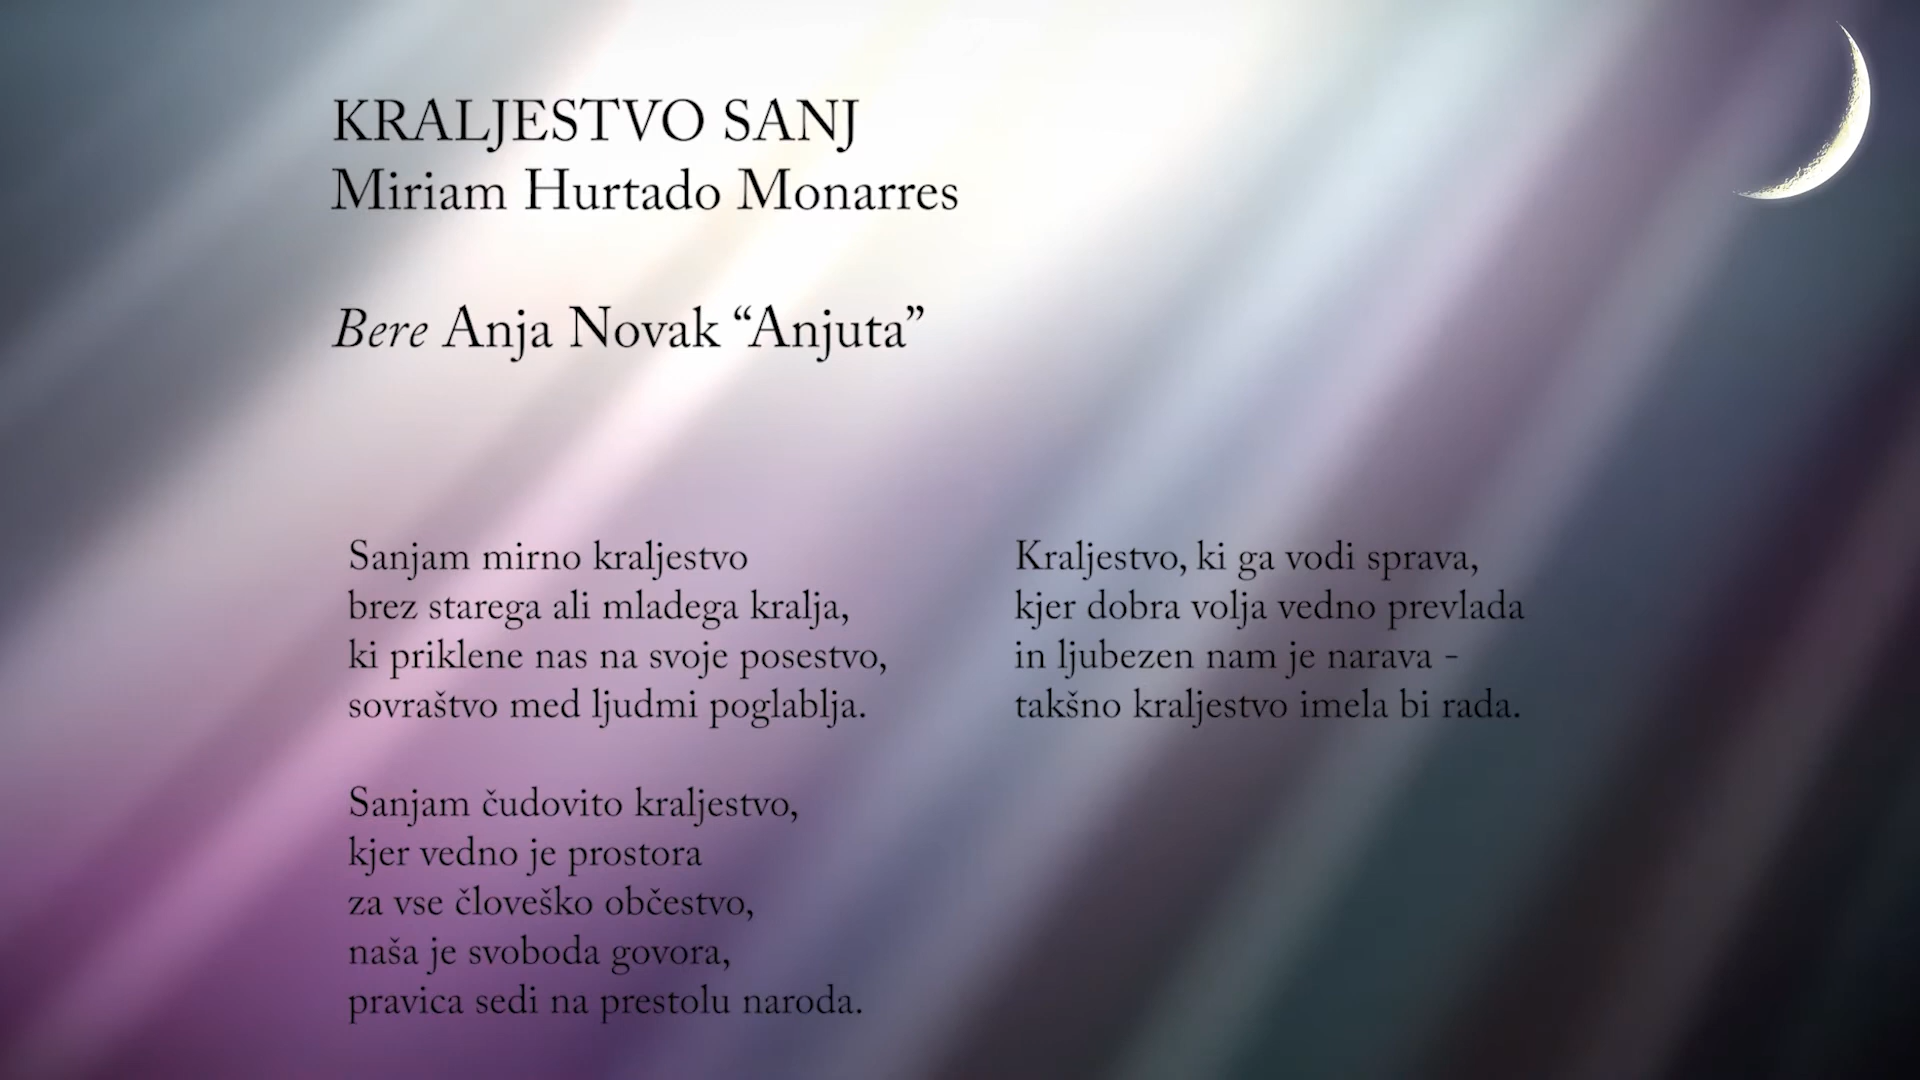 KRALJESTVO SANJ
Miriam Hurtado Monarres
Bere Anja Novak “Anjuta”
Sanjam mirno kraljestvo
brez starega ali mladega kralja,
ki priklene nas na svoje posestvo,
sovraštvo med ljudmi poglablja.
Sanjam čudovito kraljestvo,
kjer vedno je prostora
za vse človeško občestvo,
naša je svoboda govora,
pravica sedi na prestolu naroda.
Kraljestvo, ki ga vodi sprava,
kjer dobra volja vedno prevlada
in ljubezen nam je narava -
takšno kraljestvo imela bi rada.